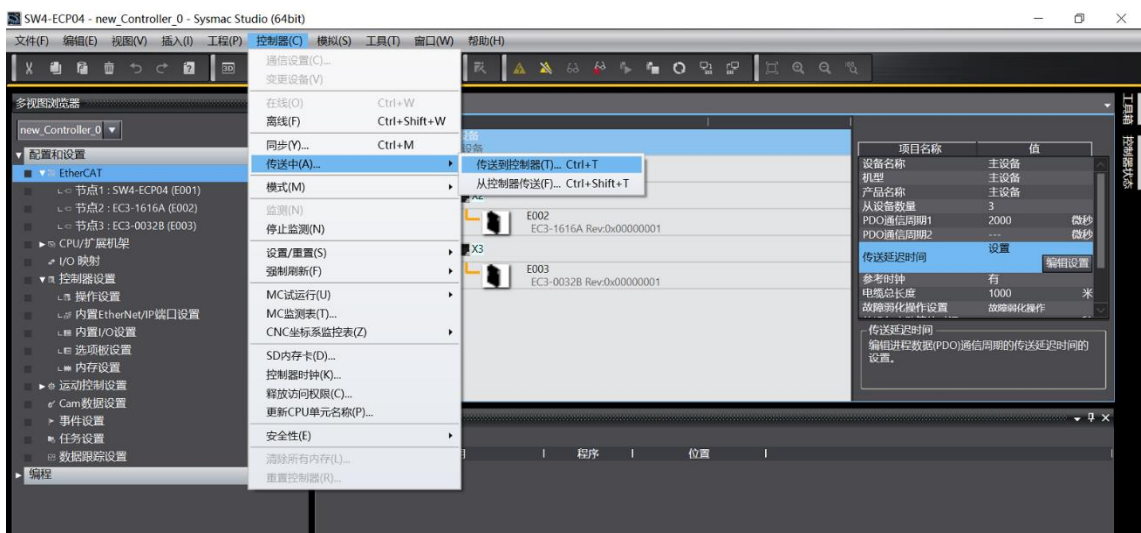 SW4-ECP04 - new_Controller_0 - Sysmac Studio (64bit)
文件(F) 编辑(E) 视图(V) 插入(I) 工程(P) 控制器(C) 模拟(S) 工具(T) 窗口(W) 帮助(H)
多视图浏览器
new_Controller_0
配置和设置
EtherCAT
节点1 : SW4-ECP04 (E001)
节点2 : EC3-1616A (E002)
节点3 : EC3-0032B (E003)
CPU/扩展机架
I/O 映射
控制器设置
操作设置
内置EtherNet/IP端口设置
内置I/O设置
选项板设置
内存设置
运动控制设置
Cam数据设置
事件设置
任务设置
数据跟踪设置
编程
通信设置(C)...
变更设备(V)
在线(O) Ctrl+W
离线(F) Ctrl+Shift+W
同步(Y)... Ctrl+M
传送中(A)...
模式(M)
监测(N)
停止监测(N)
设置/重置(S)
强制刷新(F)
MC试运行(U)
MC监测表(T)...
CNC坐标系监控表(Z)
SD内存卡(D)...
控制器时钟(K)...
释放访问权限(C)...
更新CPU单元名称(P)...
安全性(E)
清除所有内存(L)...
重置控制器(R)...
传送到控制器(T)... Ctrl+T
从控制器传送(F)... Ctrl+Shift+T
E002
EC3-1616A Rev:0x00000001
X3
E003
EC3-0032B Rev:0x00000001
程序 位置
项目名称 值
设备名称 主设备
机型 主设备
产品名称 主设备
从设备数量 3
PDO通信周期1 2000 微秒
PDO通信周期2 --- 微秒
传送延迟时间 设置
编辑设置
参考时钟 有
电缆总长度 1000 米
故障弱化操作设置 故障弱化操作
传送延迟时间
编辑进程数据(PDO)通信周期的传送延迟时间的
设置。
工具箱
控制器状态